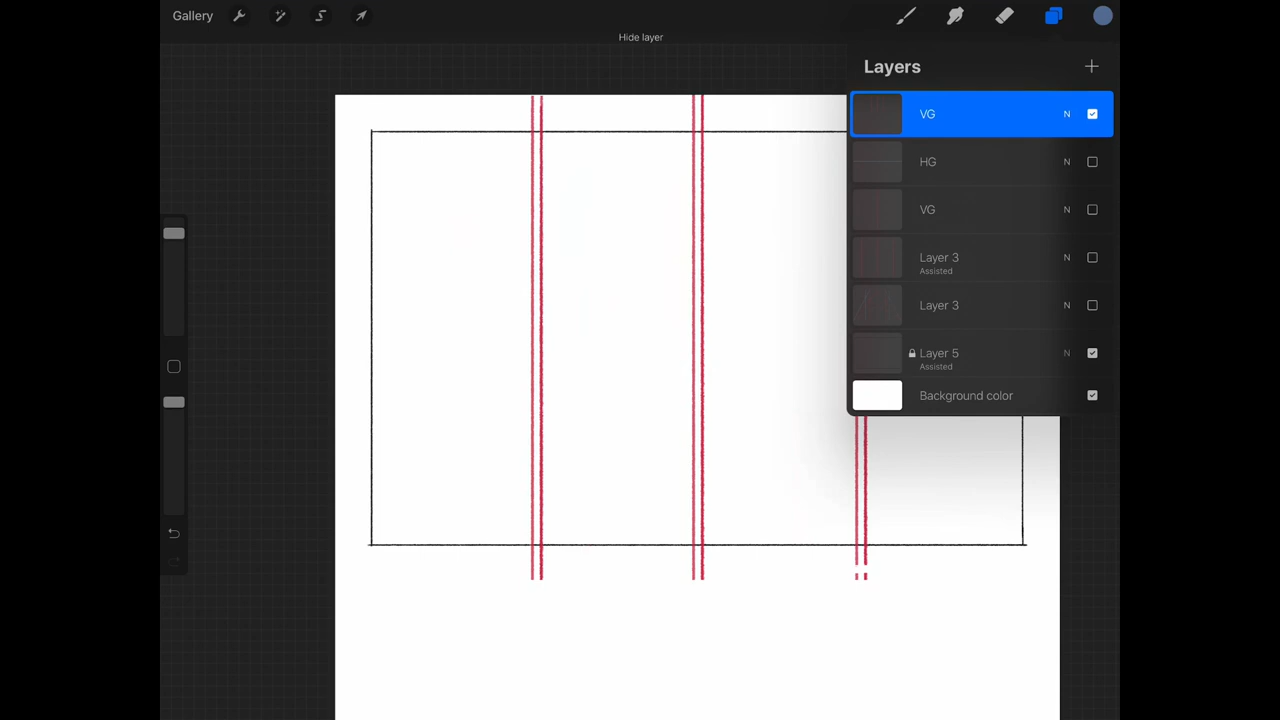 Gallery
Hide layer
Layers
VG N
HG N
VG N
Layer 3 N
Assisted
Layer 3 N
Layer 5 N
Assisted
Background color